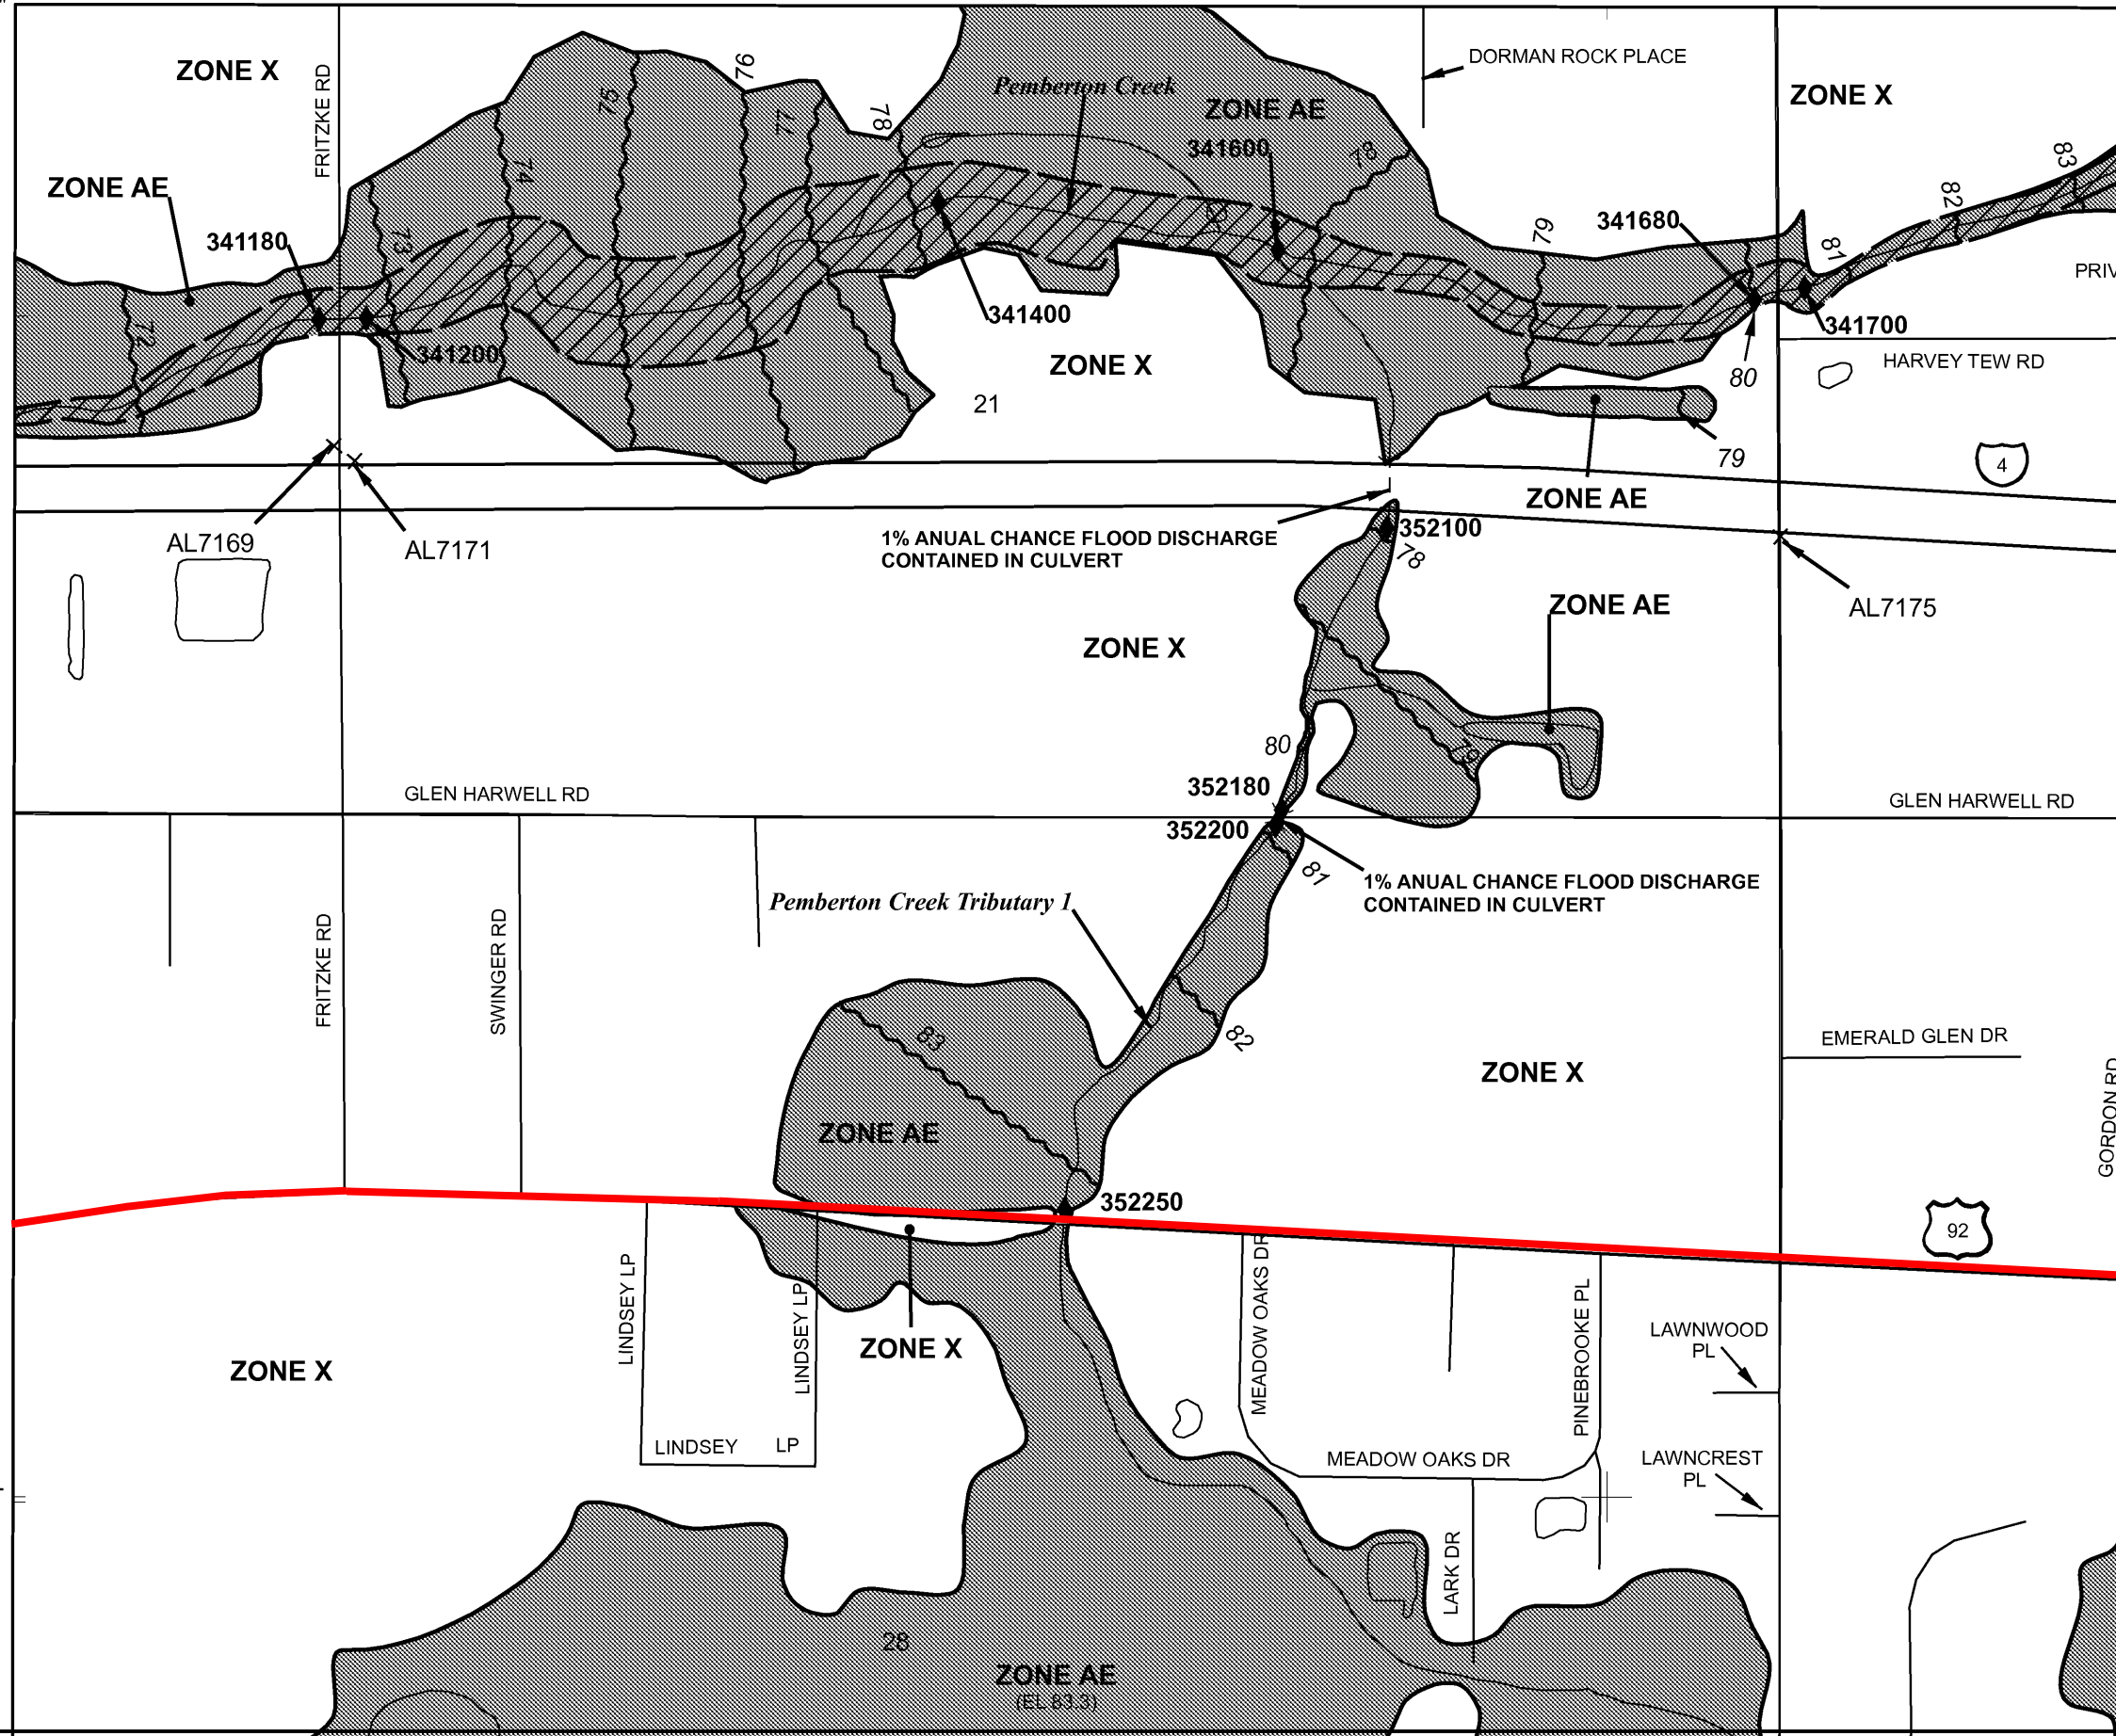 76
DORMAN ROCK PLACE
ZONE X
FRITZKE RD
75
Pemberton Creek
ZONE AE
ZONE X
77
78
341600
78
83
74
ZONE AE
82
341180
73
341680
79
81
PRIV
72
341200
341400
341700
ZONE X
HARVEY TEW RD
80
21
79
4
ZONE AE
AL7169
AL7171
1% ANUAL CHANCE FLOOD DISCHARGE
CONTAINED IN CULVERT
352100
78
ZONE AE
AL7175
ZONE X
80
79
352180
GLEN HARWELL RD
GLEN HARWELL RD
352200
81
1% ANUAL CHANCE FLOOD DISCHARGE
CONTAINED IN CULVERT
Pemberton Creek Tributary 1
FRITZKE RD
SWINGER RD
83
82
EMERALD GLEN DR
ZONE X
GORDON RD
ZONE AE
352250
92
LINDSEY LP
LINDSEY LP
MEADOW OAKS DR
PINEBROOKE PL
LAWNWOOD
PL
ZONE X
ZONE X
LINDSEY LP
MEADOW OAKS DR
LAWNCREST
PL
LARK DR
28
ZONE AE
(EL 83.3)